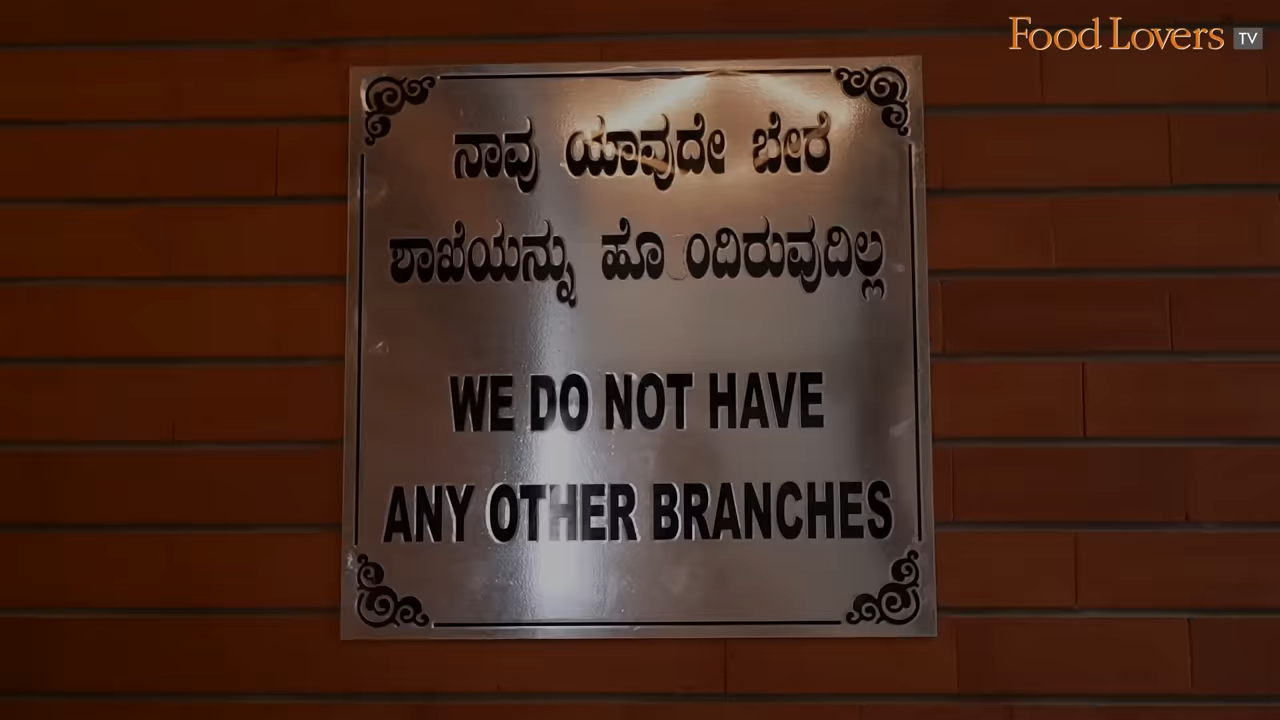 Food Lovers TV
ನಾವು ಯಾವುದೇ ಬೇರೆ
ಶಾಖೆಯನ್ನು ಹೊಂದಿರುವುದಿಲ್ಲ
WE DO NOT HAVE
ANY OTHER BRANCHES